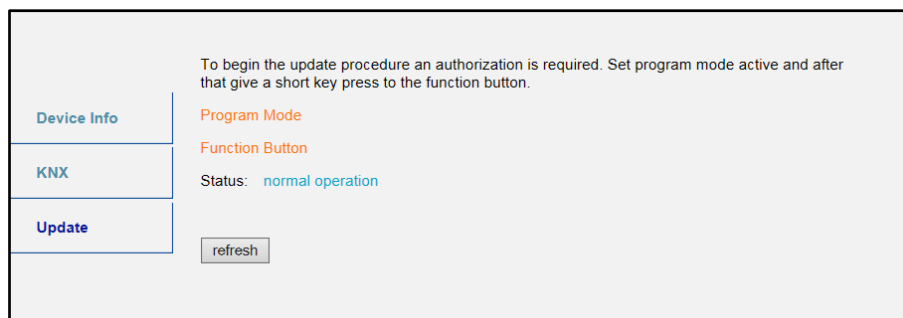 To begin the update procedure an authorization is required. Set program mode active and after
that give a short key press to the function button.
Device Info
Program Mode
Function Button
KNX
Status: normal operation
Update
refresh